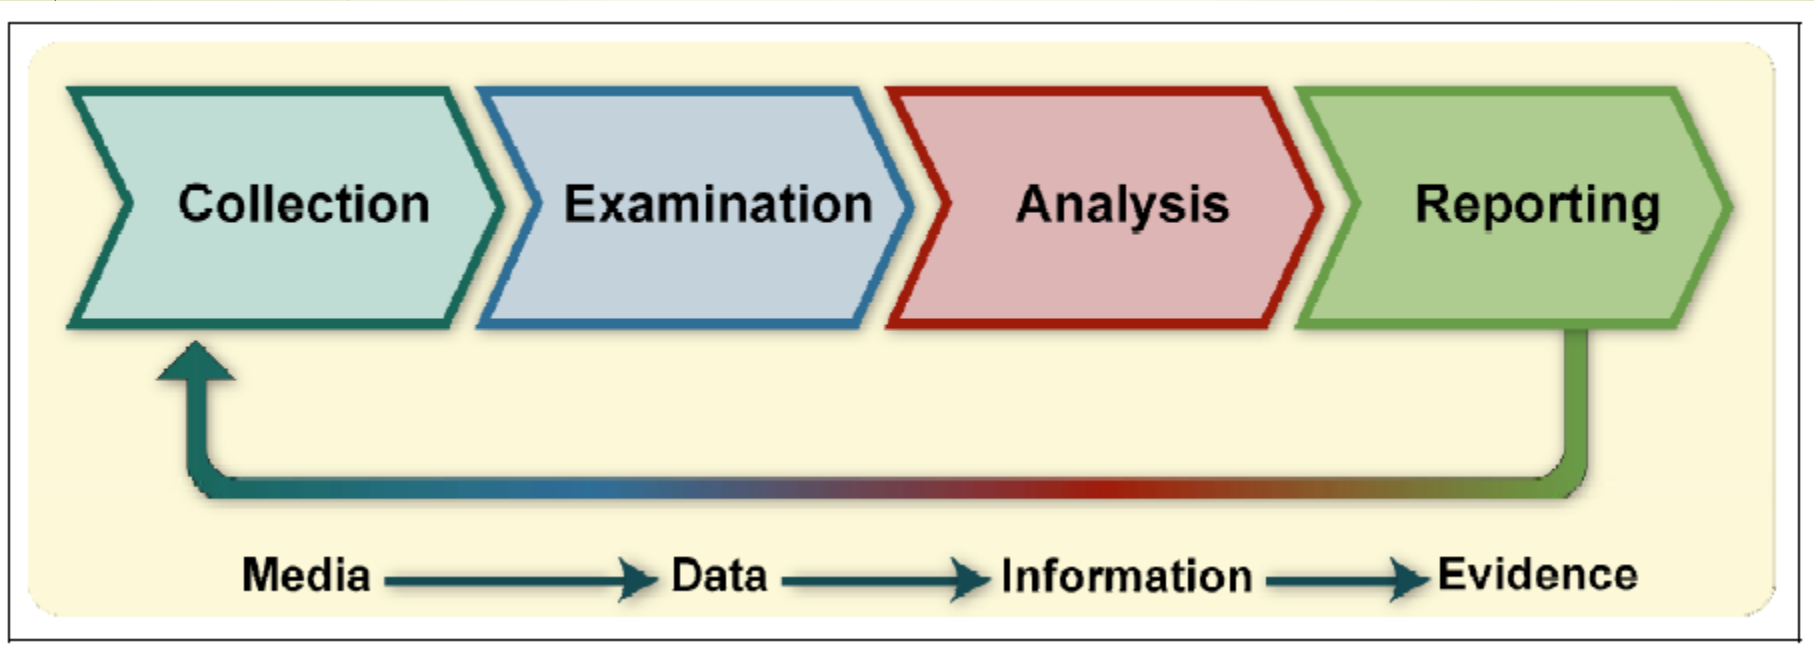 Collection Examination Analysis Reporting
Media Data Information Evidence